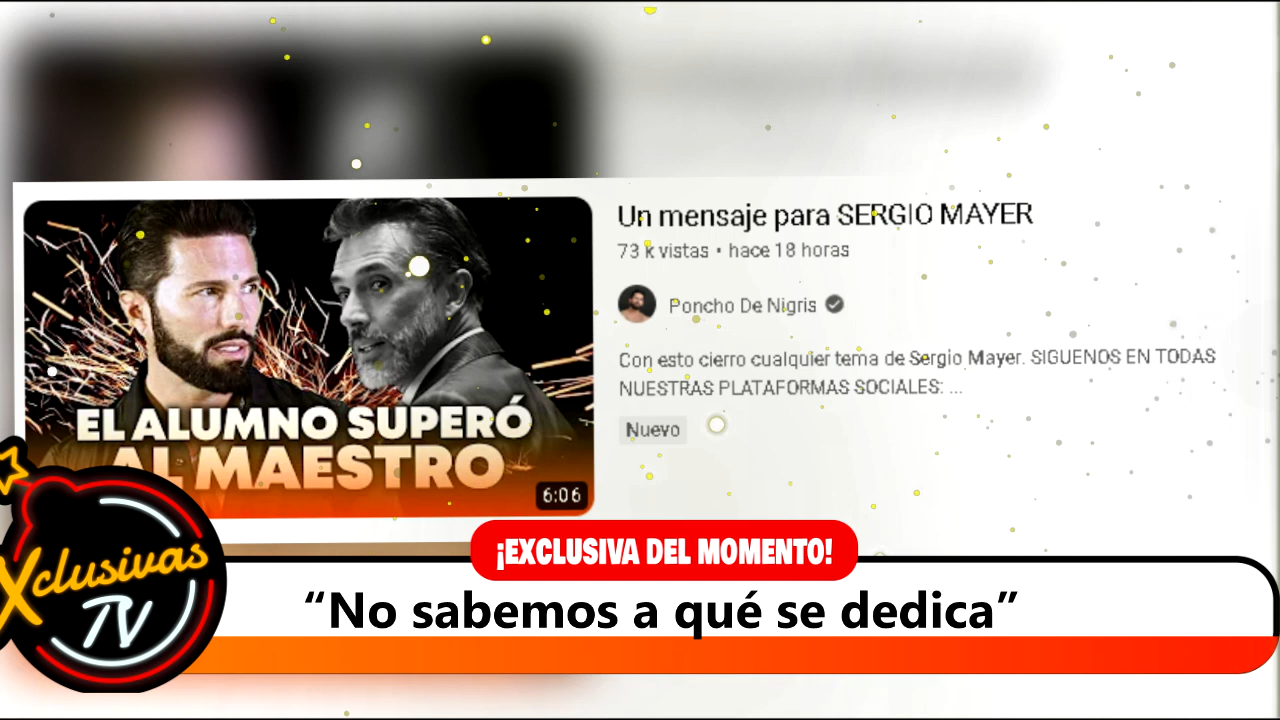 Un mensaje para SERGIO MAYER
73 k vistas • hace 18 horas
Poncho De Nigris
Con esto cierro cualquier tema de Sergio Mayer. SIGUENOS EN TODAS
NUESTRAS PLATAFORMAS SOCIALES: ...
Nuevo
EL ALUMNO SUPERÓ
AL MAESTRO
6:06
¡EXCLUSIVA DEL MOMENTO!
“No sabemos a qué se dedica”
Xclusivas
TV